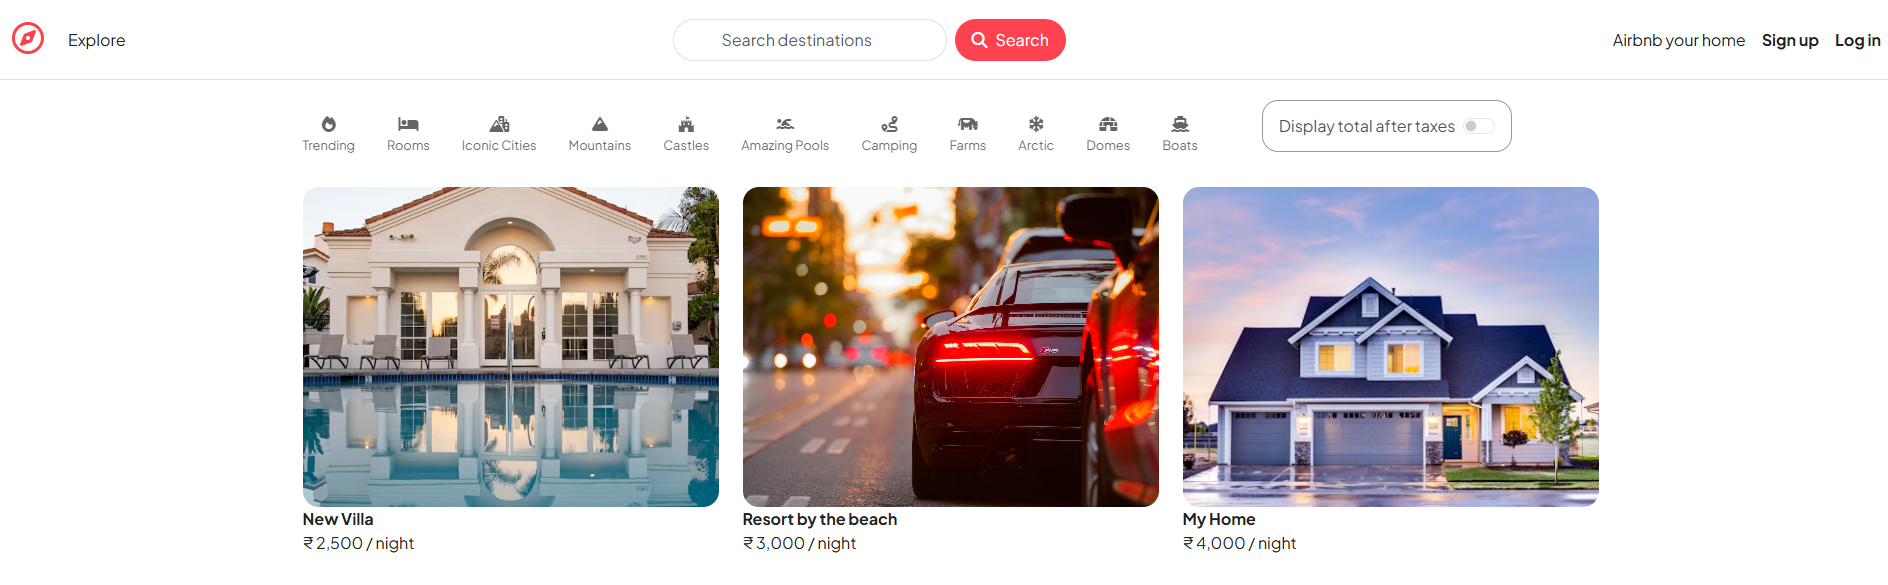 Explore
Search destinations
Search
Airbnb your home
Sign up
Log in
Trending
Rooms
Iconic Cities
Mountains
Castles
Amazing Pools
Camping
Farms
Arctic
Domes
Boats
Display total after taxes
New Villa
₹ 2,500 / night
Resort by the beach
₹ 3,000 / night
My Home
₹ 4,000 / night